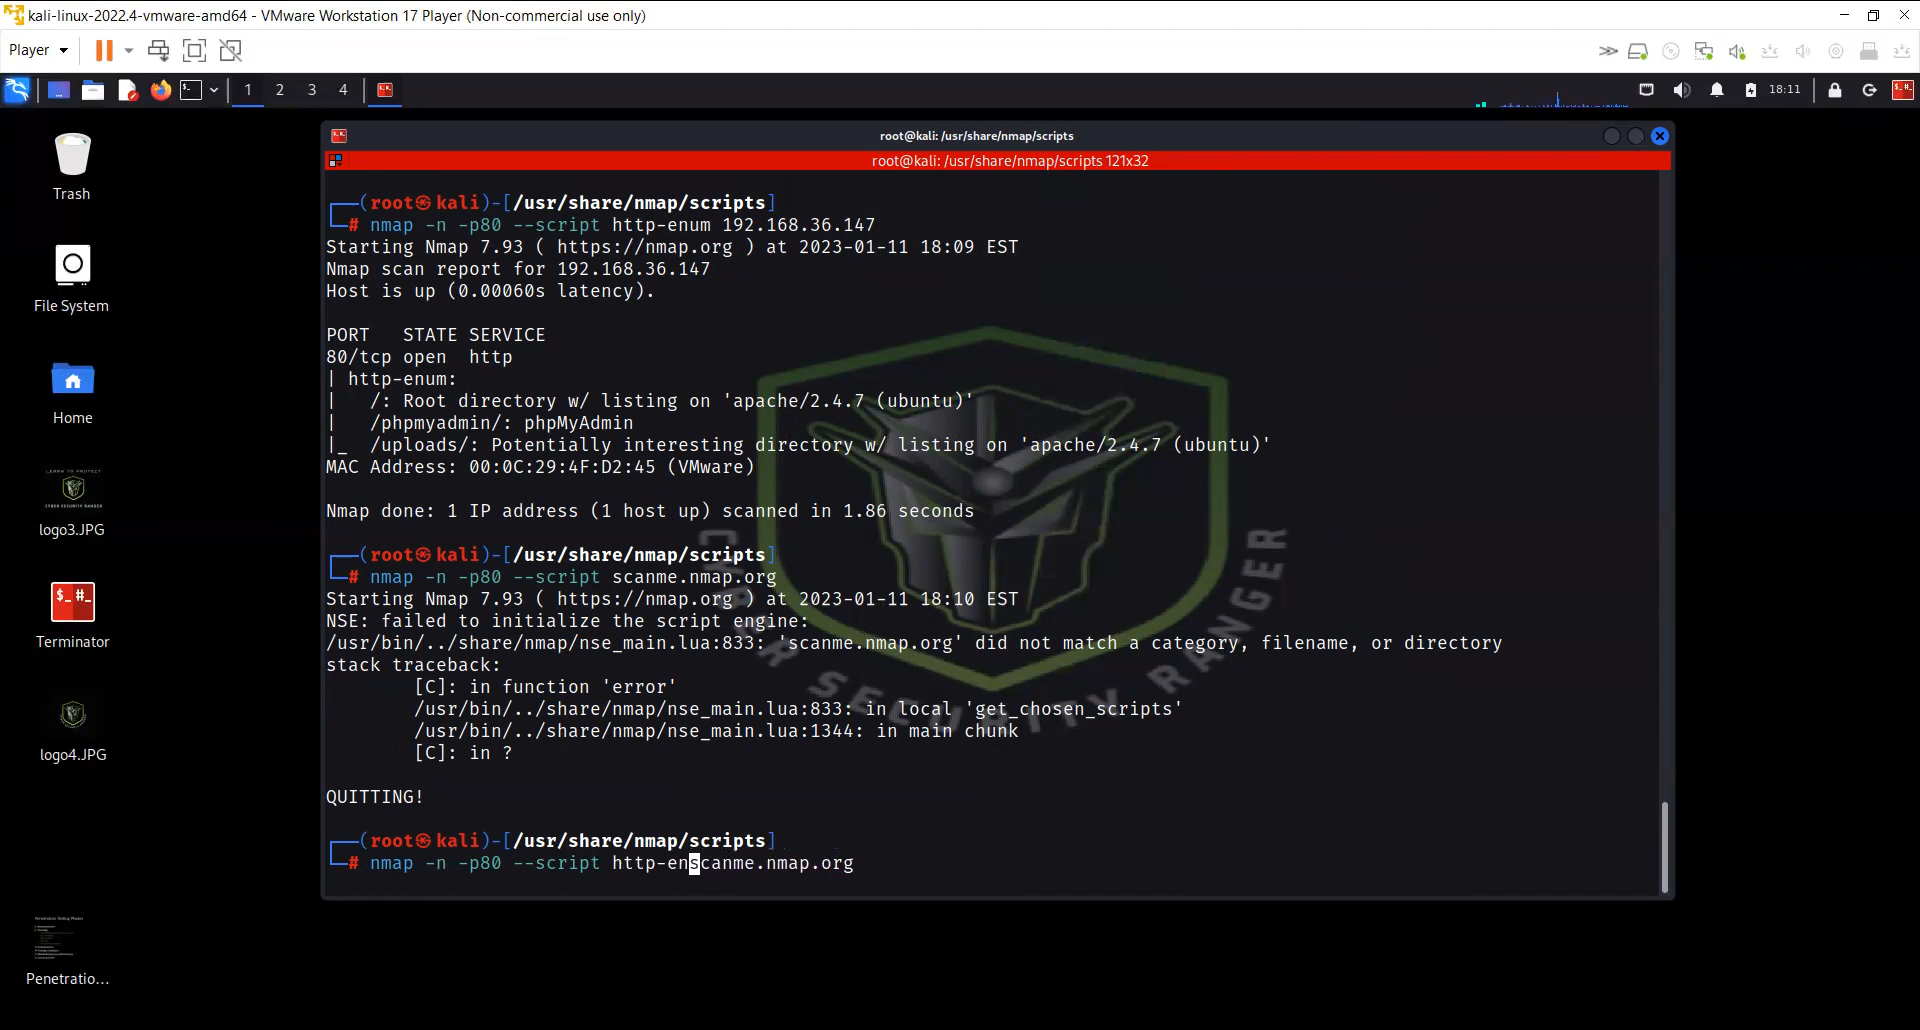 kali-linux-2022.4-vmware-amd64 - VMware Workstation 17 Player (Non-commercial use only)
Player
1 2 3 4
18:11
Trash
File System
Home
logo3.JPG
Terminator
logo4.JPG
Penetratio...
root@kali: /usr/share/nmap/scripts
root@kali: /usr/share/nmap/scripts 121x32
┌──(root㉿kali)-[/usr/share/nmap/scripts]
└─# nmap -n -p80 --script http-enum 192.168.36.147
Starting Nmap 7.93 ( https://nmap.org ) at 2023-01-11 18:09 EST
Nmap scan report for 192.168.36.147
Host is up (0.00060s latency).
PORT   STATE SERVICE
80/tcp open  http
| http-enum:
|   /: Root directory w/ listing on 'apache/2.4.7 (ubuntu)'
|   /phpmyadmin/: phpMyAdmin
|_  /uploads/: Potentially interesting directory w/ listing on 'apache/2.4.7 (ubuntu)'
MAC Address: 00:0C:29:4F:D2:45 (VMware)
Nmap done: 1 IP address (1 host up) scanned in 1.86 seconds
┌──(root㉿kali)-[/usr/share/nmap/scripts]
└─# nmap -n -p80 --script scanme.nmap.org
Starting Nmap 7.93 ( https://nmap.org ) at 2023-01-11 18:10 EST
NSE: failed to initialize the script engine:
/usr/bin/../share/nmap/nse_main.lua:833: 'scanme.nmap.org' did not match a category, filename, or directory
stack traceback:
        [C]: in function 'error'
        /usr/bin/../share/nmap/nse_main.lua:833: in local 'get_chosen_scripts'
        /usr/bin/../share/nmap/nse_main.lua:1344: in main chunk
        [C]: in ?
QUITTING!
┌──(root㉿kali)-[/usr/share/nmap/scripts]
└─# nmap -n -p80 --script http-enscanme.nmap.org
CYBER SECURITY RANGER